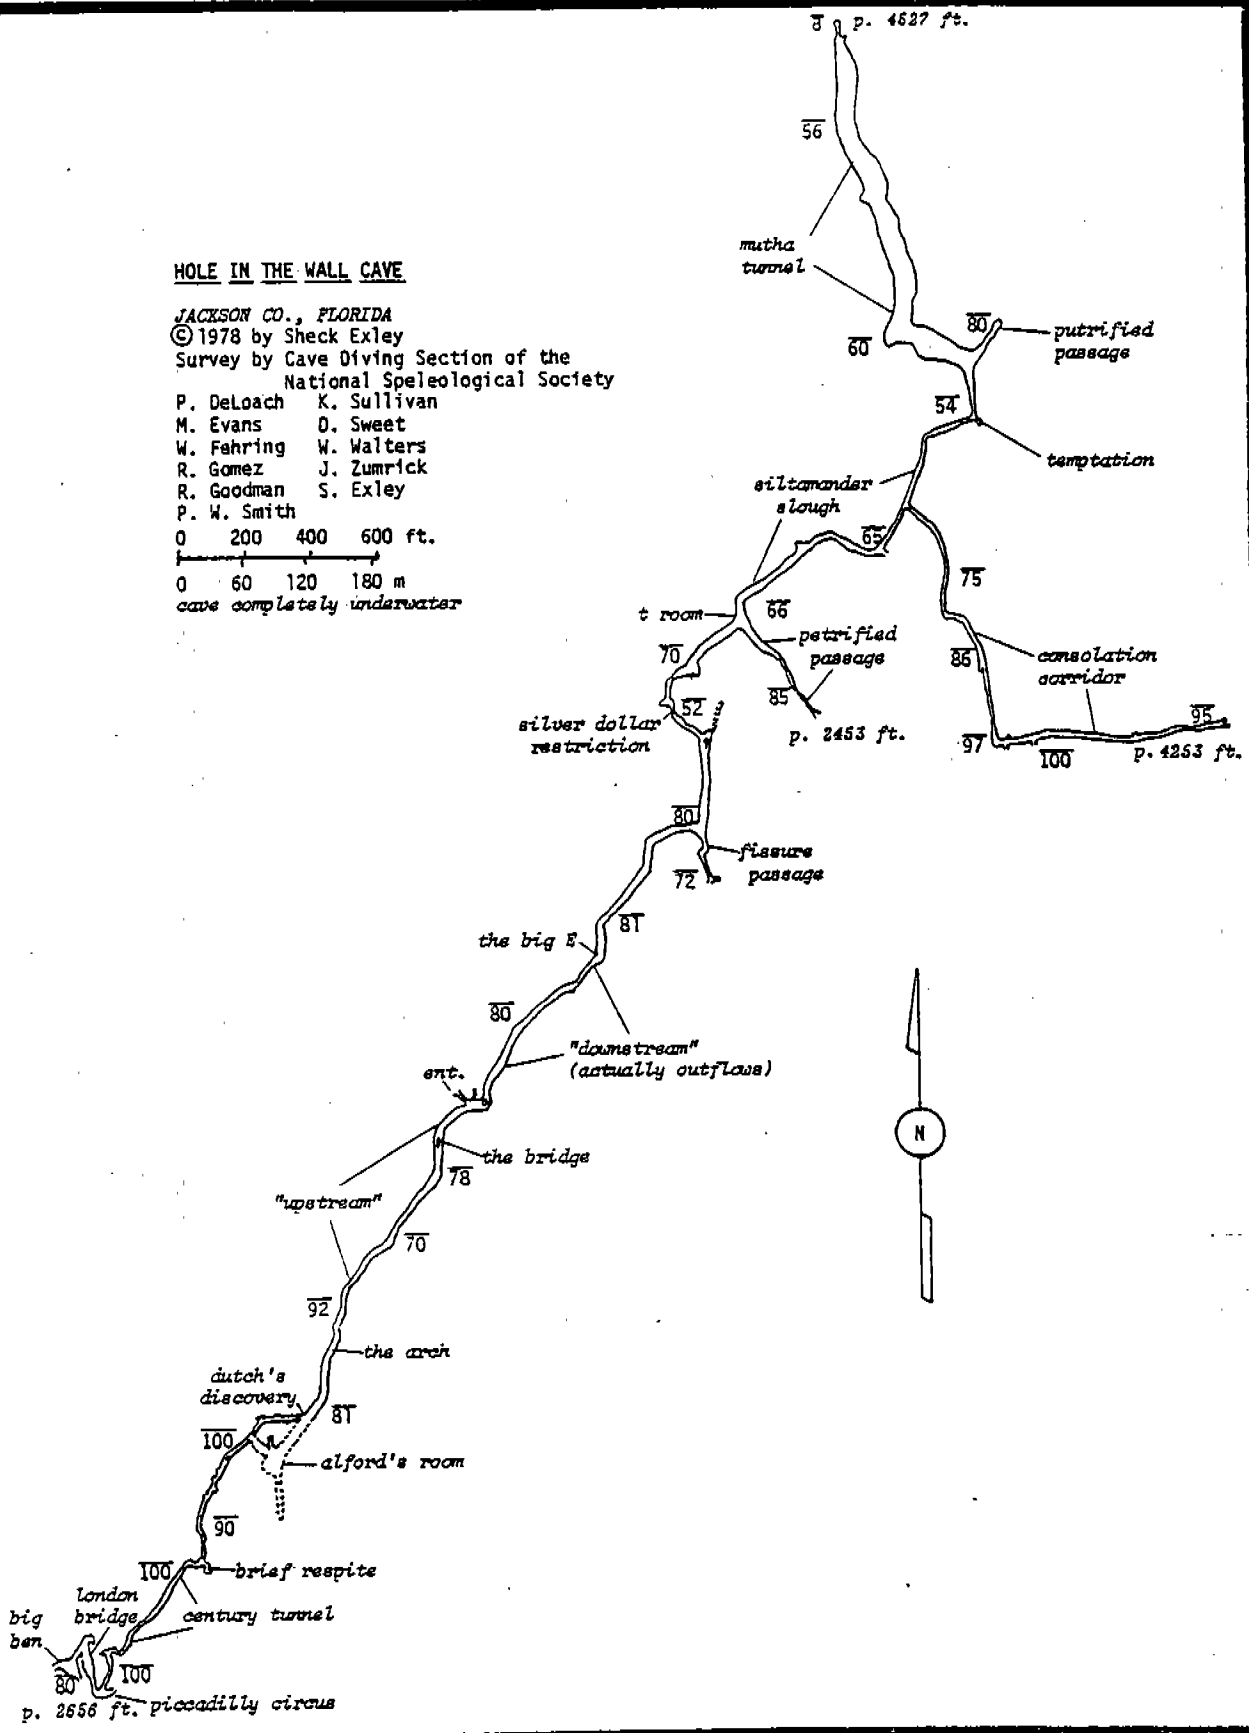 8 p. 4527 ft.
56
mutha
tunnel
80
putrified
passage
60
54
temptation
HOLE IN THE WALL CAVE
JACKSON CO., FLORIDA
©1978 by Sheck Exley
Survey by Cave Diving Section of the
National Speleological Society
P. DeLoach K. Sullivan
M. Evans D. Sweet
W. Fehring W. Walters
R. Gomez J. Zumrick
R. Goodman S. Exley
P. W. Smith
0 200 400 600 ft.
0 60 120 180 m
cave completely underwater
siltamander
slough
65
75
t room
66
petrified
passage
70
86
consolation
corridor
85
52
silver dollar
restriction
p. 2453 ft.
95
97
100
p. 4253 ft.
80
fissure
passage
72
81
the big E
80
"downstream"
(actually outflows)
ent.
N
the bridge
78
"upstream"
70
92
the arch
dutch's
discovery
81
100
alford's room
90
100
brief respite
london
bridge
century tunnel
big
ben
80
100
p. 2656 ft.
piccadilly circus